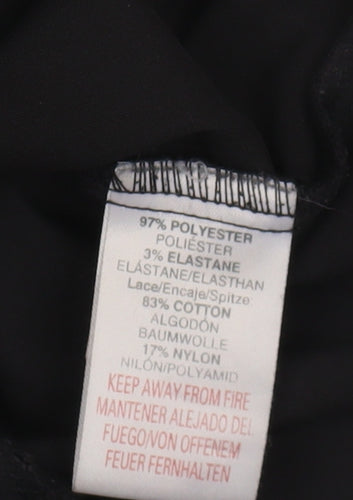 97% POLYESTER
POLIÉSTER
3% ELASTANE
ELÁSTANE/ELASTHAN
Lace/Encaje/Spitze
83% COTTON
ALGODÓN
BAUMWOLLE
17% NYLON
NILÓN/POLYAMID
KEEP AWAY FROM FIRE
MANTENER ALEJADO DEL
FUEGO/VON OFFENEM
FEUER FERNHALTEN